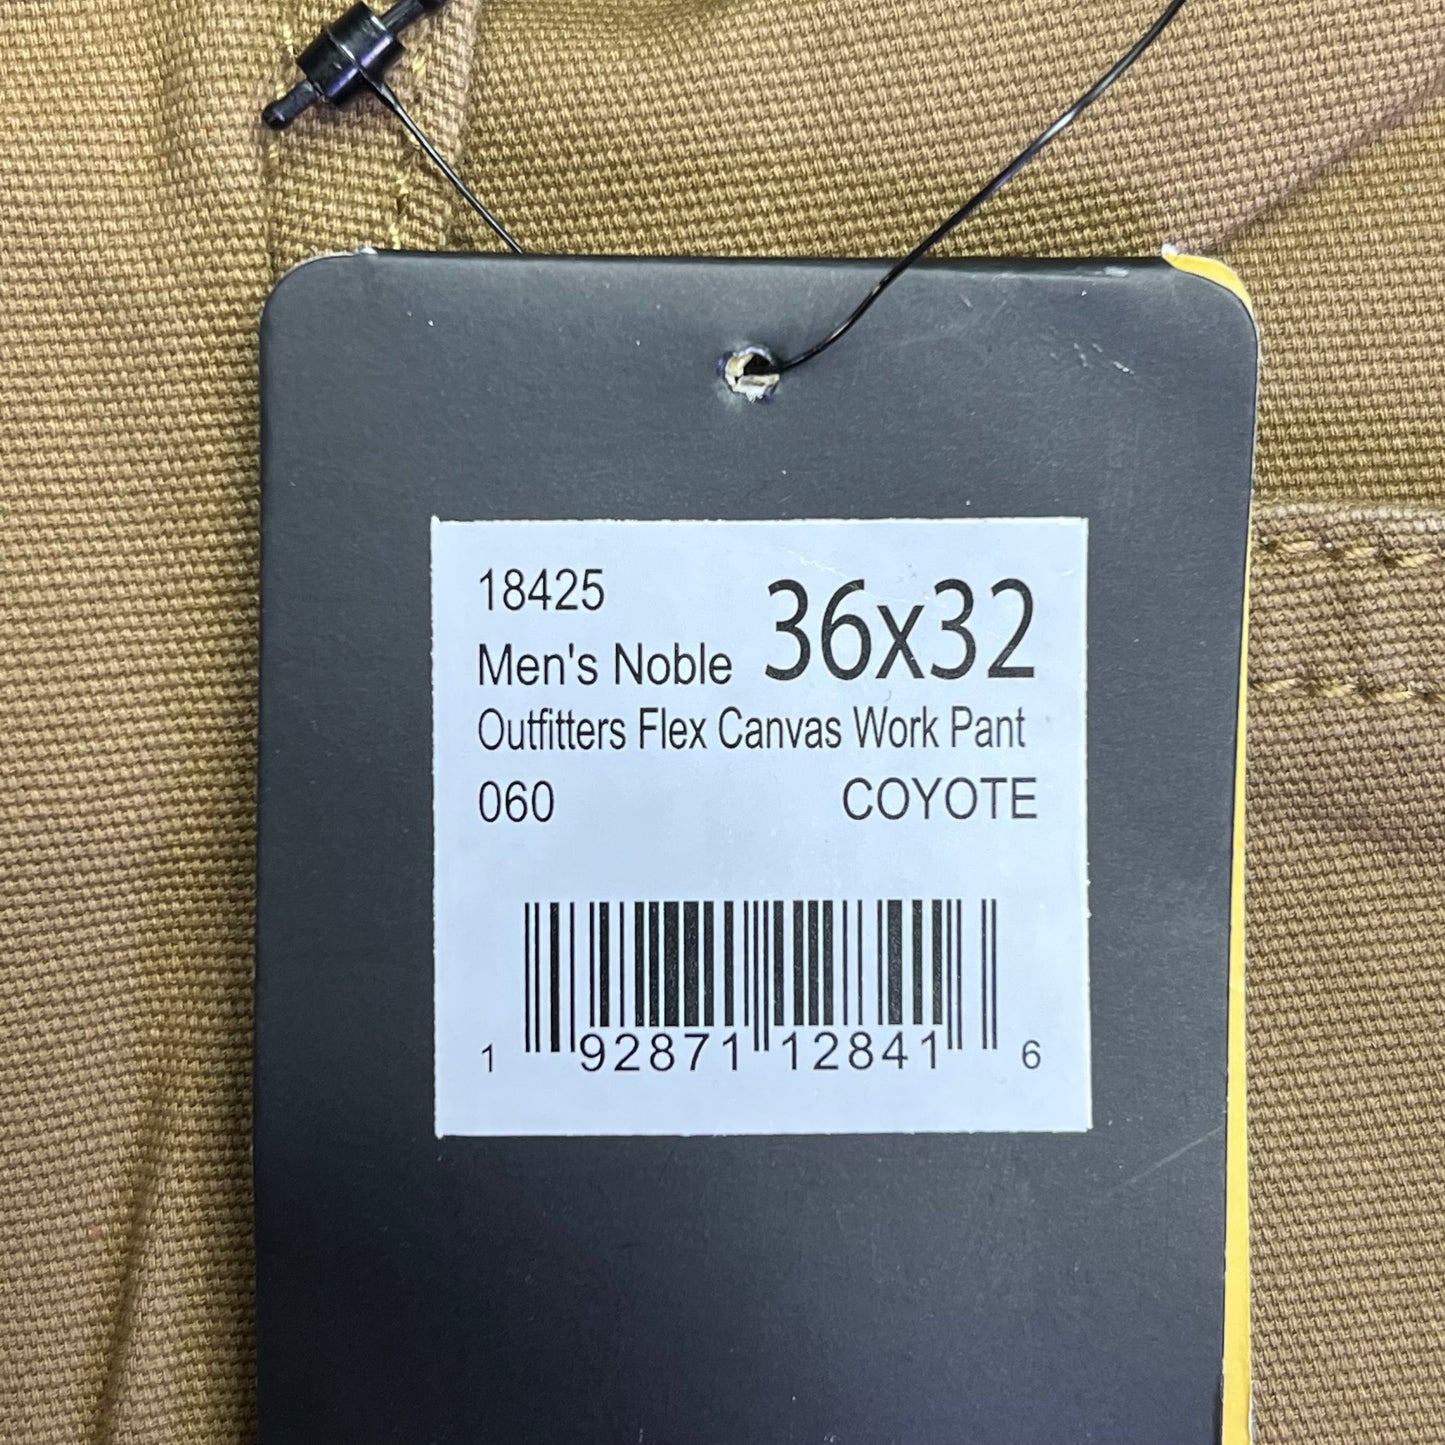 18425
36x32
Men's Noble
Outfitters Flex Canvas Work Pant
060 COYOTE
1 92871 12841 6